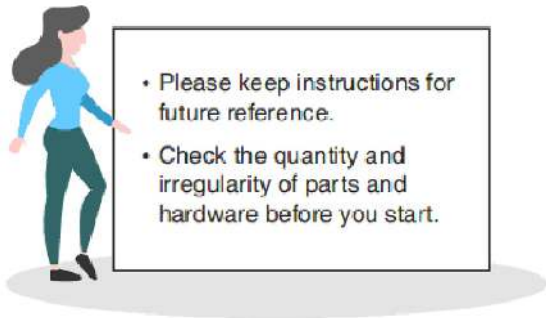 • Please keep instructions for
future reference.
• Check the quantity and
irregularity of parts and
hardware before you start.